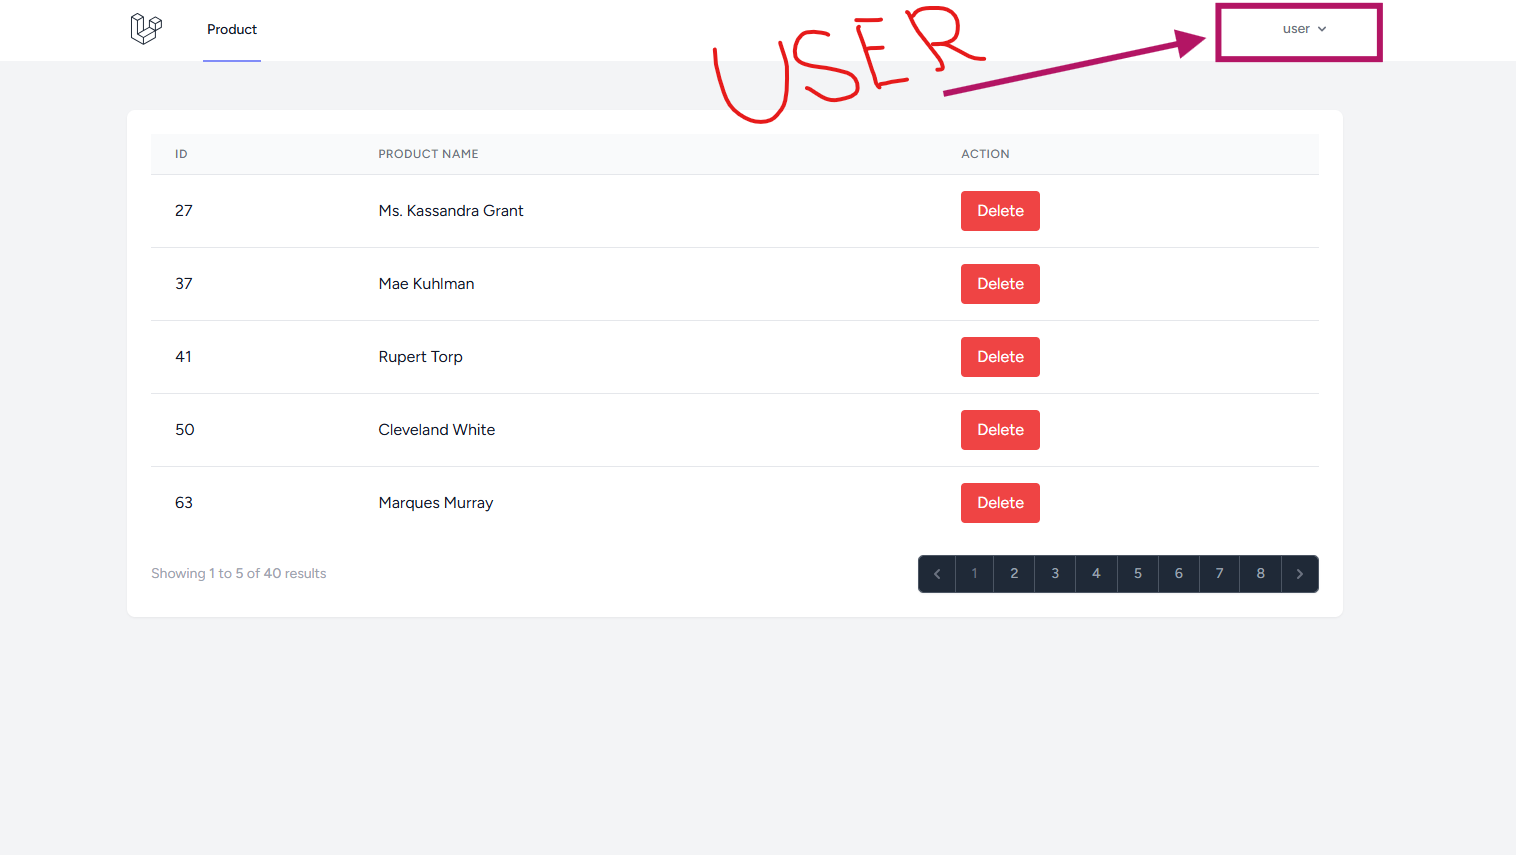 Product
USER
user
ID PRODUCT NAME ACTION
27 Ms. Kassandra Grant Delete
37 Mae Kuhlman Delete
41 Rupert Torp Delete
50 Cleveland White Delete
63 Marques Murray Delete
Showing 1 to 5 of 40 results
1 2 3 4 5 6 7 8